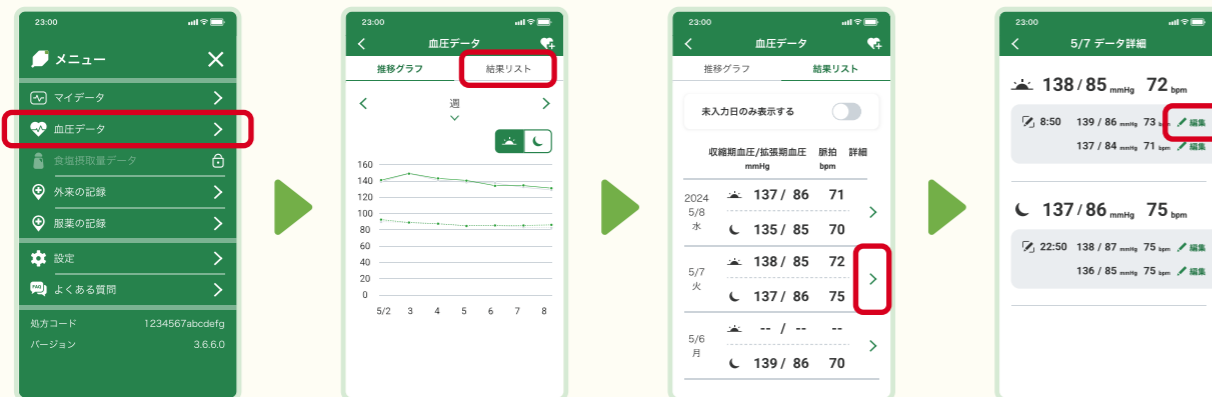 23:00
メニュー
マイデータ
血圧データ
食塩摂取量データ
外来の記録
服薬の記録
設定
FAQ よくある質問
処方コード 1234567abcdefg
バージョン 3.6.6.0
23:00
血圧データ
推移グラフ 結果リスト
週
160
140
120
100
80
60
40
20
0
5/2 3 4 5 6 7 8
23:00
血圧データ
推移グラフ 結果リスト
未入力日のみ表示する
収縮期血圧/拡張期血圧 脈拍 詳細
mmHg bpm
2024
5/8
水
137 / 86 71
135 / 85 70
5/7
火
138 / 85 72
137 / 86 75
5/6
月
-- / -- --
139 / 86 70
23:00
5/7 データ詳細
138 / 85 mmHg 72 bpm
8:50 139 / 86 mmHg 73 編集
137 / 84 mmHg 71 bpm 編集
137 / 86 mmHg 75 bpm
22:50 138 / 87 mmHg 75 bpm 編集
136 / 85 mmHg 75 bpm 編集